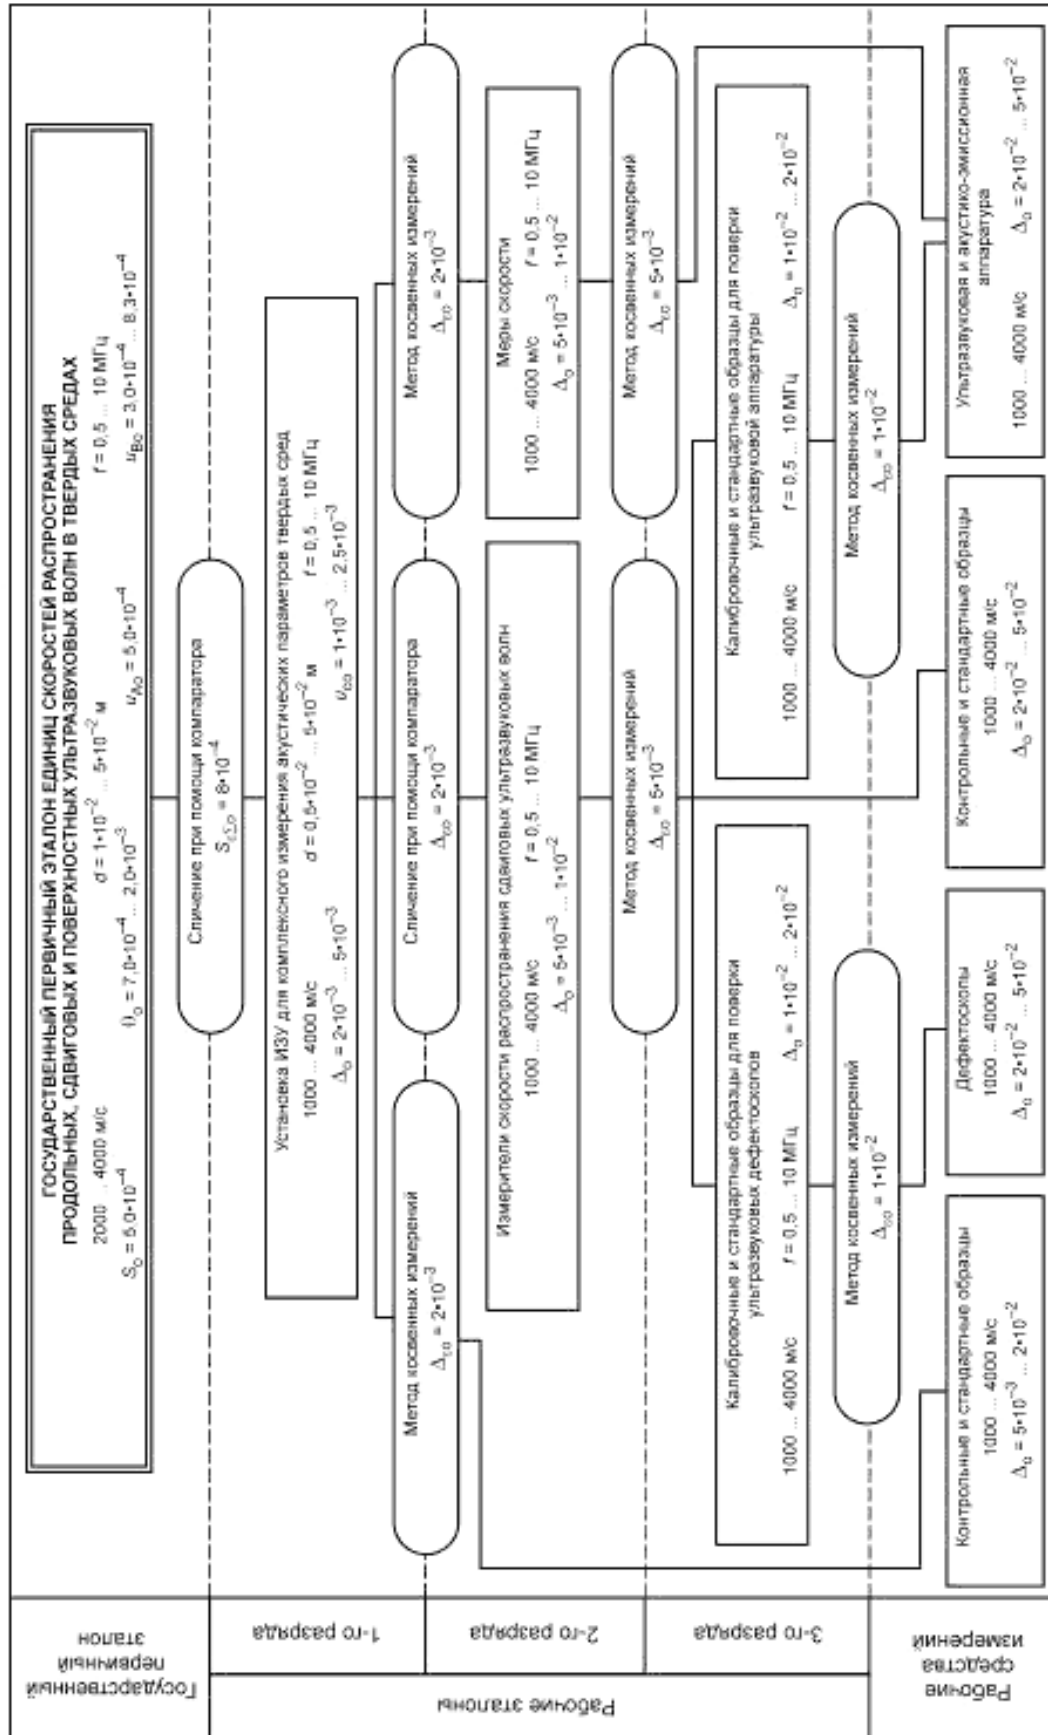 Государственный
первичный
эталон
ГОСУДАРСТВЕННЫЙ ПЕРВИЧНЫЙ ЭТАЛОН ЕДИНИЦ СКОРОСТЕЙ РАСПРОСТРАНЕНИЯ
ПРОДОЛЬНЫХ, СДВИГОВЫХ И ПОВЕРХНОСТНЫХ УЛЬТРАЗВУКОВЫХ ВОЛН В ТВЕРДЫХ СРЕДАХ
2000 ... 4000 м/с d = 1•10⁻² ... 5•10⁻² м f = 0,5 ... 10 МГц
S₀ = 5,0•10⁻⁴ Θ₀ = 7,0•10⁻⁴ ... 2,0•10⁻³ u_A0 = 5,0•10⁻⁴ u_B0 = 3,0•10⁻⁴ ... 8,3•10⁻⁴
Сличение при помощи компаратора
S_cΣ0 = 8•10⁻⁴
Рабочие эталоны
1-го разряда
Установка ИЗУ для комплексного измерения акустических параметров твердых сред
1000 ... 4000 м/с d = 0,5•10⁻² ... 5•10⁻² м f = 0,5 ... 10 МГц
Δ₀ = 2•10⁻³ ... 5•10⁻³ 1•10⁻³ ... 2,5•10⁻³
Метод косвенных измерений
Δ_c0 = 2•10⁻³
Сличение при помощи компаратора
Δ_c0 = 2•10⁻³
Метод косвенных измерений
Δ_c0 = 2•10⁻³
2-го разряда
Измерители скорости распространения сдвиговых ультразвуковых волн
1000 ... 4000 м/с f = 0,5 ... 10 МГц
Δ₀ = 5•10⁻³ ... 1•10⁻²
Меры скорости
1000 ... 4000 м/с f = 0,5 ... 10 МГц
Δ₀ = 5•10⁻³ ... 1•10⁻²
Метод косвенных измерений
Δ_c0 = 5•10⁻³
Метод косвенных измерений
Δ_c0 = 5•10⁻³
3-го разряда
Калибровочные и стандартные образцы для поверки
ультразвуковых дефектоскопов
1000 ... 4000 м/с f = 0,5 ... 10 МГц Δ₀ = 1•10⁻² ... 2•10⁻²
Калибровочные и стандартные образцы для поверки
ультразвуковой аппаратуры
1000 ... 4000 м/с f = 0,5 ... 10 МГц Δ₀ = 1•10⁻² ... 2•10⁻²
Метод косвенных измерений
Δ_c0 = 1•10⁻²
Метод косвенных измерений
Δ_c0 = 1•10⁻²
Рабочие
средства
измерений
Контрольные и стандартные образцы
1000 ... 4000 м/с
Δ₀ = 5•10⁻³ ... 2•10⁻²
Дефектоскопы
1000 ... 4000 м/с
Δ₀ = 2•10⁻² ... 5•10⁻²
Контрольные и стандартные образцы
1000 ... 4000 м/с
Δ₀ = 2•10⁻² ... 5•10⁻²
Ультразвуковая и акустико-эмиссионная
аппаратура
1000 ... 4000 м/с Δ₀ = 2•10⁻² ... 5•10⁻²